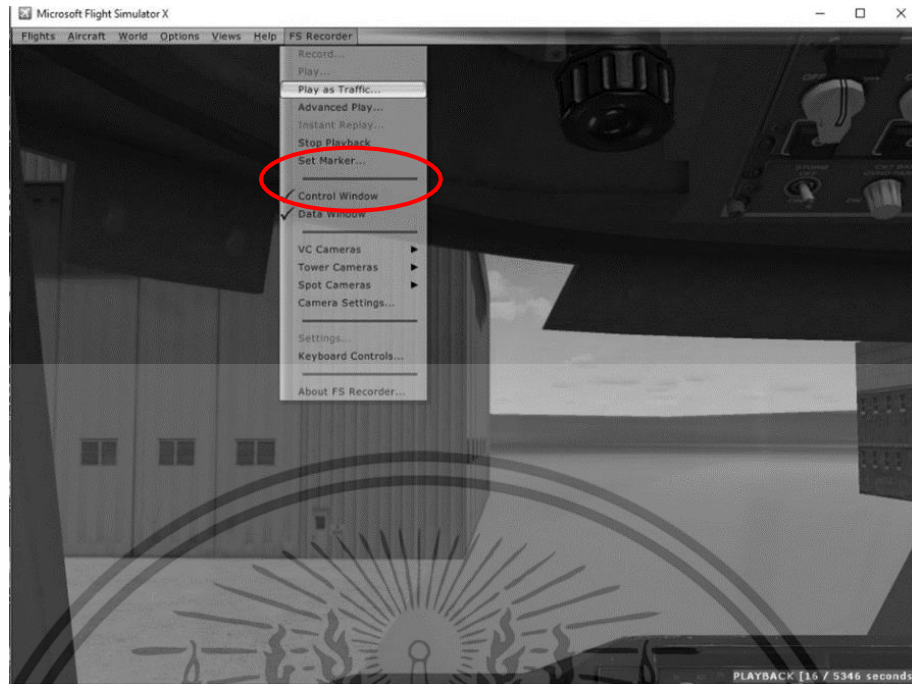 Microsoft Flight Simulator X
Flights Aircraft World Options Views Help FS Recorder
Record...
Play...
Play as Traffic...
Advanced Play...
Instant Replay...
Stop Playback
Set Marker...
Control Window
Data Window
VC Cameras
Tower Cameras
Spot Cameras
Camera Settings...
Settings...
Keyboard Controls...
About FS Recorder...
OFF
PLAYBACK [16 / 5346 seconds